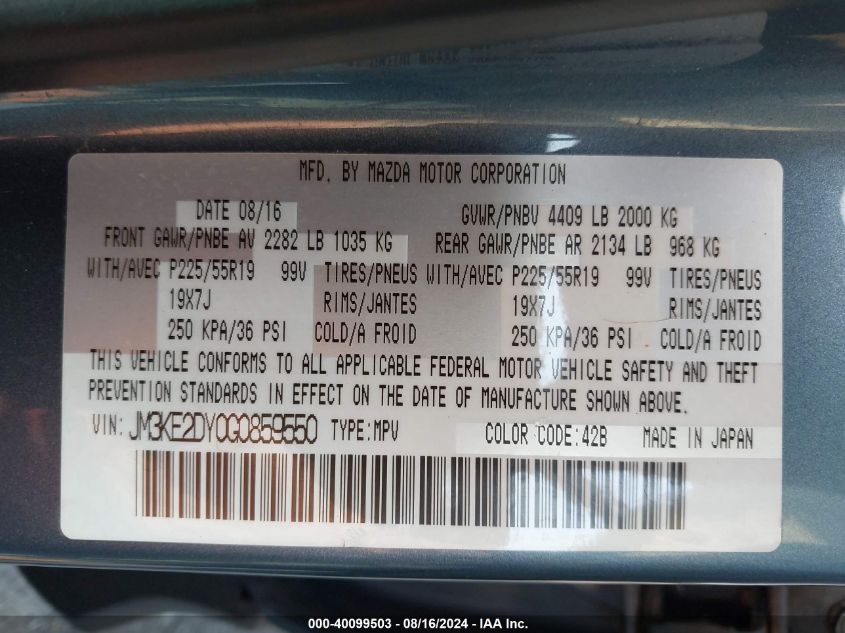 MFD. BY MAZDA MOTOR CORPORATION
DATE 08/16 GVWR/PNBV 4409 LB 2000 KG
FRONT GAWR/PNBE AV 2282 LB 1035 KG REAR GAWR/PNBE AR 2134 LB 968 KG
WITH/AVEC P225/55R19 99V TIRES/PNEUS WITH/AVEC P225/55R19 99V TIRES/PNEUS
19X7J RIMS/JANTES 19X7J RIMS/JANTES
250 KPA/36 PSI COLD/A FROID 250 KPA/36 PSI COLD/A FROID
THIS VEHICLE CONFORMS TO ALL APPLICABLE FEDERAL MOTOR VEHICLE SAFETY AND THEFT
PREVENTION STANDARDS IN EFFECT ON THE DATE OF MANUFACTURE SHOWN ABOVE.
VIN: JM3KE2DY0G0859550 TYPE:MPV COLOR CODE:42B MADE IN JAPAN
000-40099503 - 08/16/2024 - IAA Inc.